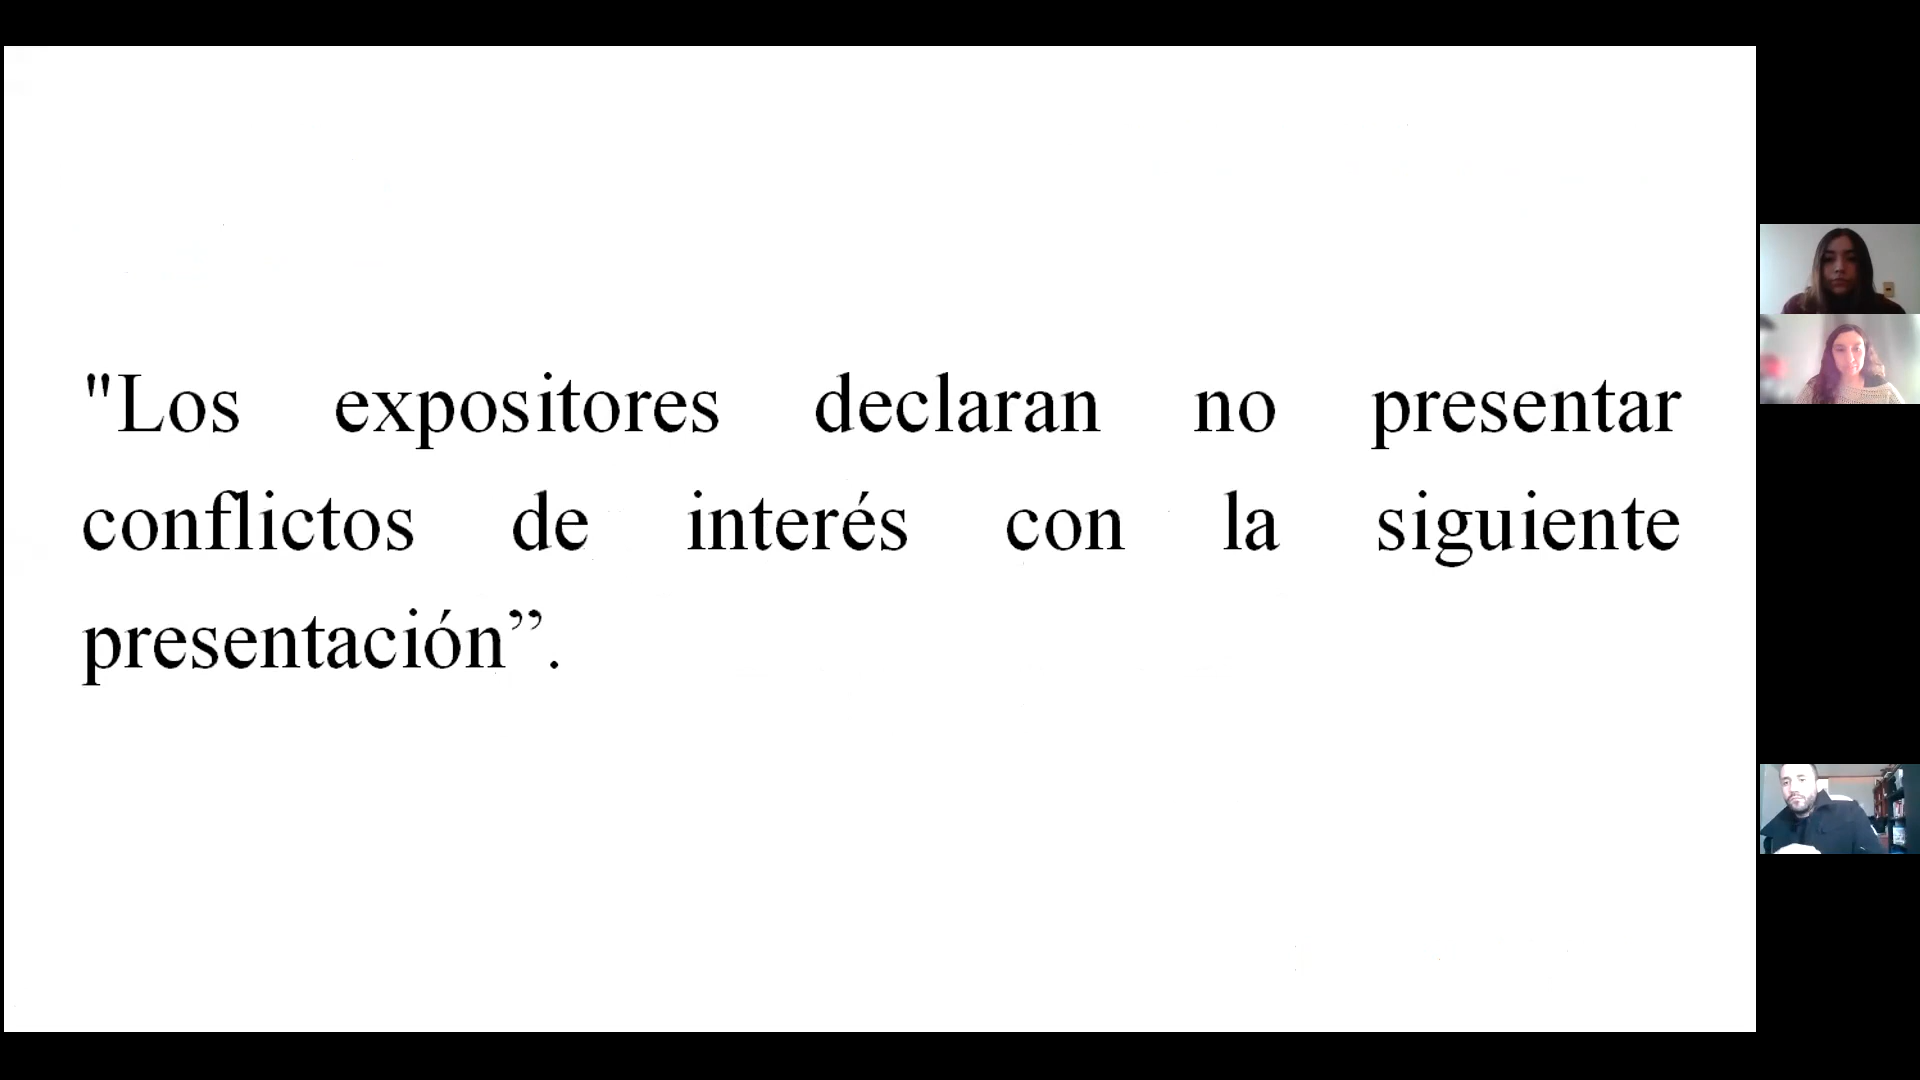 "Los expositores declaran no presentar
conflictos de interés con la siguiente
presentación”.